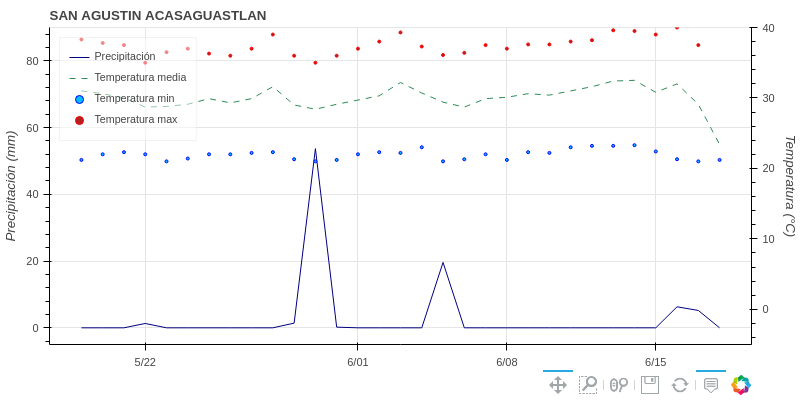 SAN AGUSTIN ACASAGUASTLAN
Precipitación
Temperatura media
Temperatura min
Temperatura max
Precipitación (mm)
80
60
40
20
0
Temperatura (°C)
40
30
20
10
0
5/22
6/01
6/08
6/15